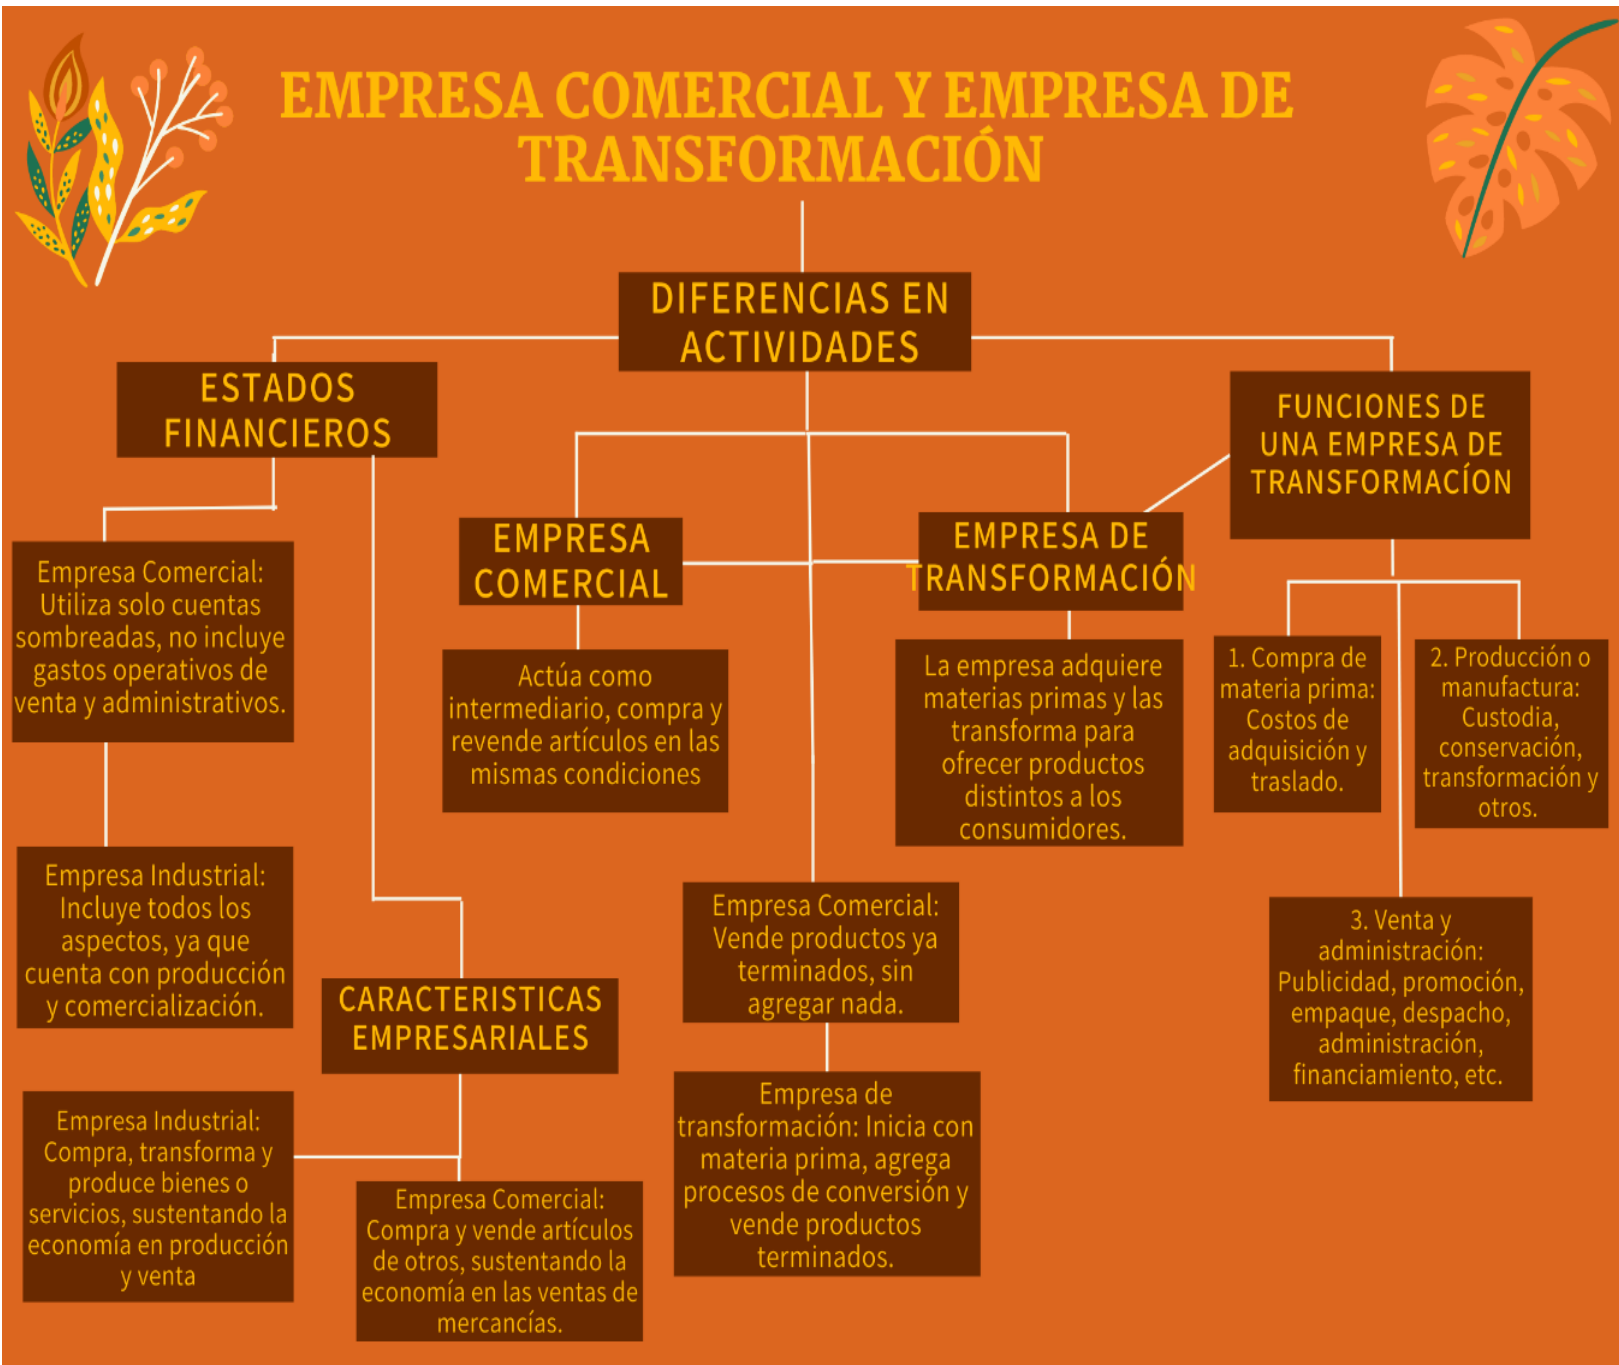 EMPRESA COMERCIAL Y EMPRESA DE
TRANSFORMACIÓN
DIFERENCIAS EN
ACTIVIDADES
ESTADOS
FINANCIEROS
FUNCIONES DE
UNA EMPRESA DE
TRANSFORMACÍON
EMPRESA
COMERCIAL
EMPRESA DE
TRANSFORMACIÓN
Empresa Comercial:
Utiliza solo cuentas
sombreadas, no incluye
gastos operativos de
venta y administrativos.
Actúa como
intermediario, compra y
revende artículos en las
mismas condiciones
La empresa adquiere
materias primas y las
transforma para
ofrecer productos
distintos a los
consumidores.
1. Compra de
materia prima:
Costos de
adquisición y
traslado.
2. Producción o
manufactura:
Custodia,
conservación,
transformación y
otros.
Empresa Industrial:
Incluye todos los
aspectos, ya que
cuenta con producción
y comercialización.
Empresa Comercial:
Vende productos ya
terminados, sin
agregar nada.
3. Venta y
administración:
Publicidad, promoción,
empaque, despacho,
administración,
financiamiento, etc.
CARACTERISTICAS
EMPRESARIALES
Empresa de
transformación: Inicia con
materia prima, agrega
procesos de conversión y
vende productos
terminados.
Empresa Industrial:
Compra, transforma y
produce bienes o
servicios, sustentando la
economía en producción
y venta
Empresa Comercial:
Compra y vende artículos
de otros, sustentando la
economía en las ventas de
mercancías.